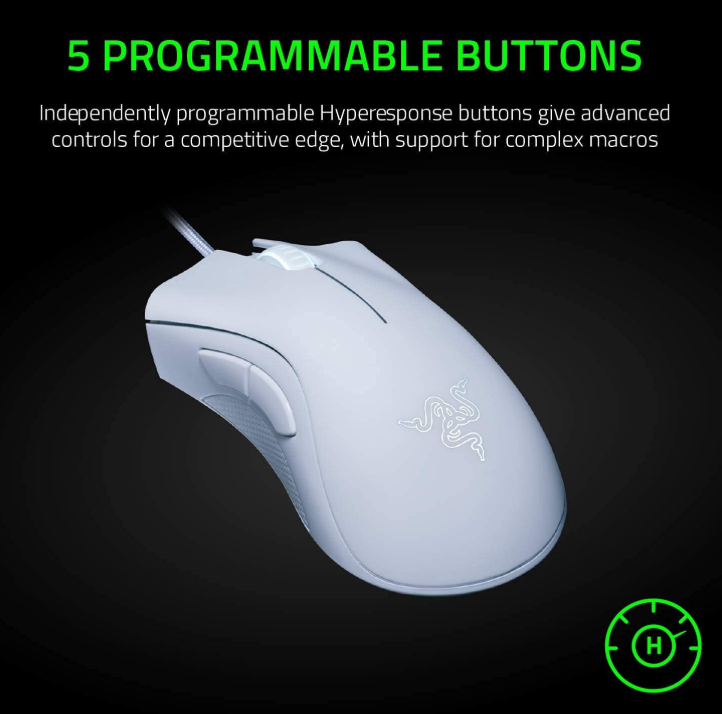 5 PROGRAMMABLE BUTTONS
Independently programmable Hyperesponse buttons give advanced
controls for a competitive edge, with support for complex macros
H